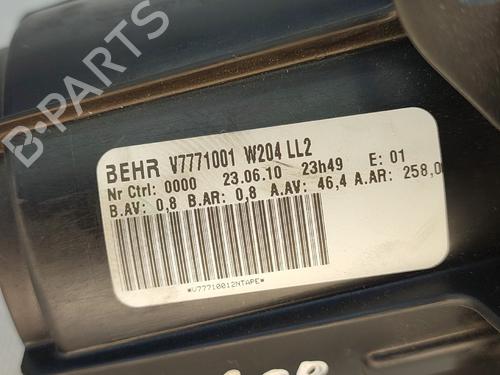 BEHR V7771001 W204 LL2
Nr Ctrl: 0000 23.06.10 23h49 E: 01
B.AV: 0,8 B.AR: 0,8 A.AV: 46,4 A.AR: 258,0
*V77710012NTAPE*
B-PARTS